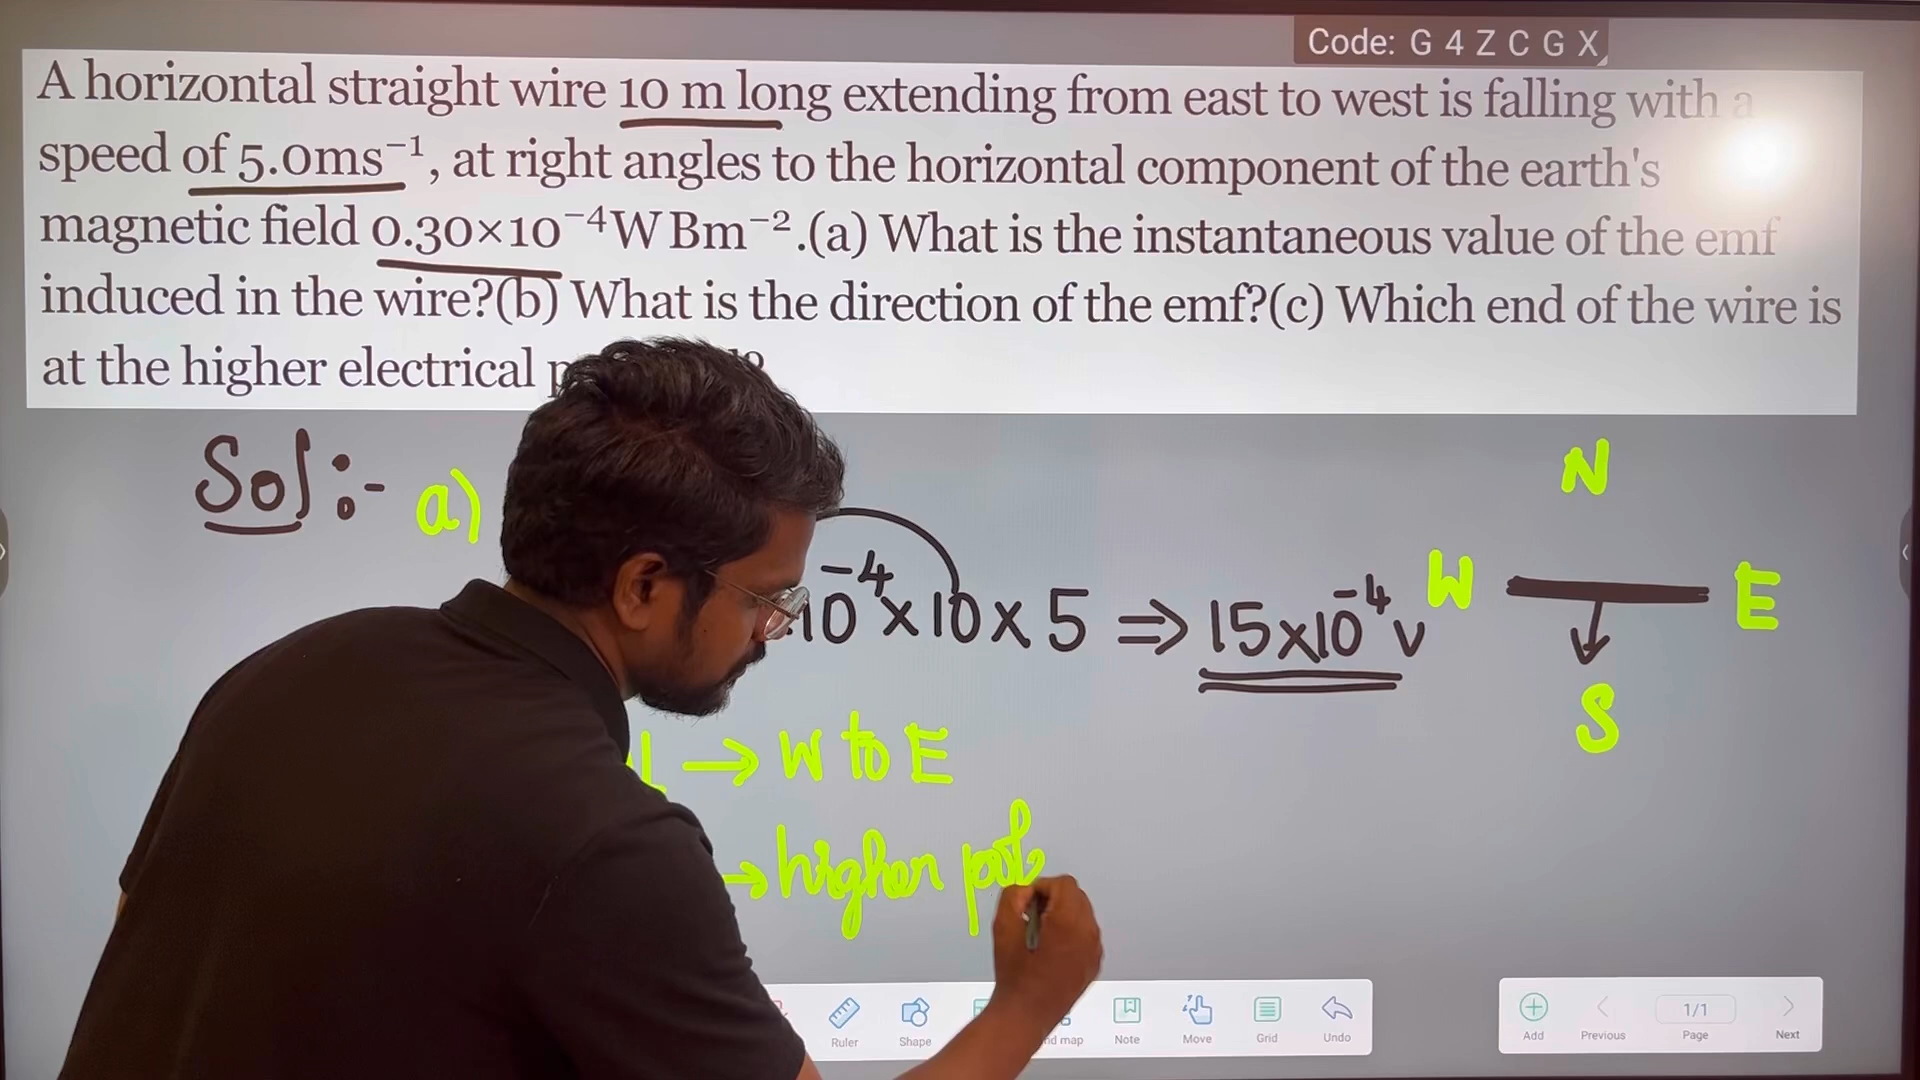 Code: G 4 Z C G X
A horizontal straight wire 10 m long extending from east to west is falling with a
speed of 5.0ms⁻¹, at right angles to the horizontal component of the earth's
magnetic field 0.30×10⁻⁴W Bm⁻².(a) What is the instantaneous value of the emf
induced in the wire?(b) What is the direction of the emf?(c) Which end of the wire is
at the higher electrical
Sol:-
a)
10⁻⁴×10×5 ⇒ 15×10⁻⁴ v
N
W
E
S
→ W to E
→ higher pot
Ruler
Shape
Note
Move
Grid
Undo
Add
Previous
1/1
Page
Next